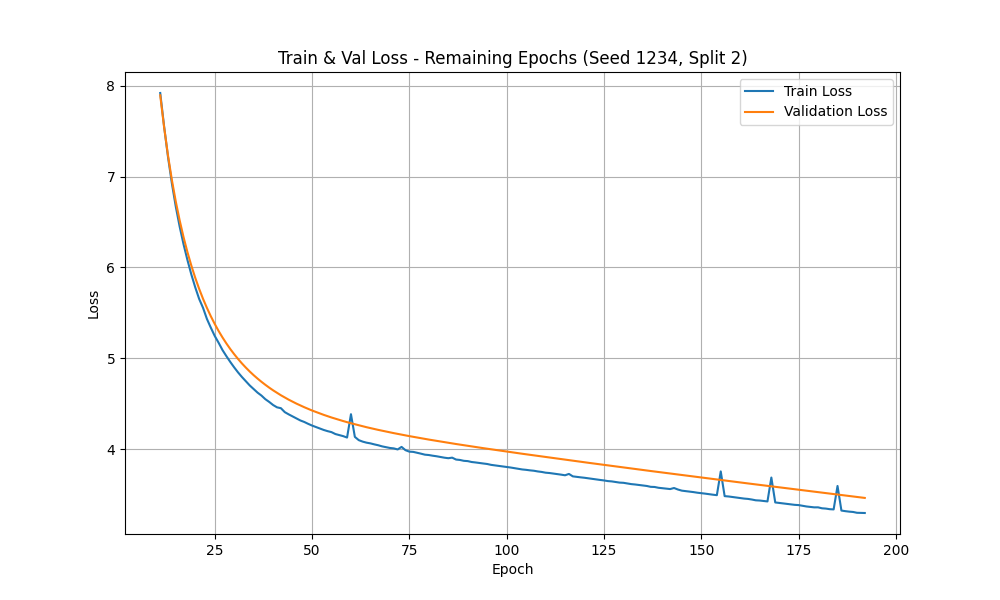 Train & Val Loss - Remaining Epochs (Seed 1234, Split 2)
Train Loss
Validation Loss
8
7
6
5
4
Loss
25 50 75 100 125 150 175 200
Epoch